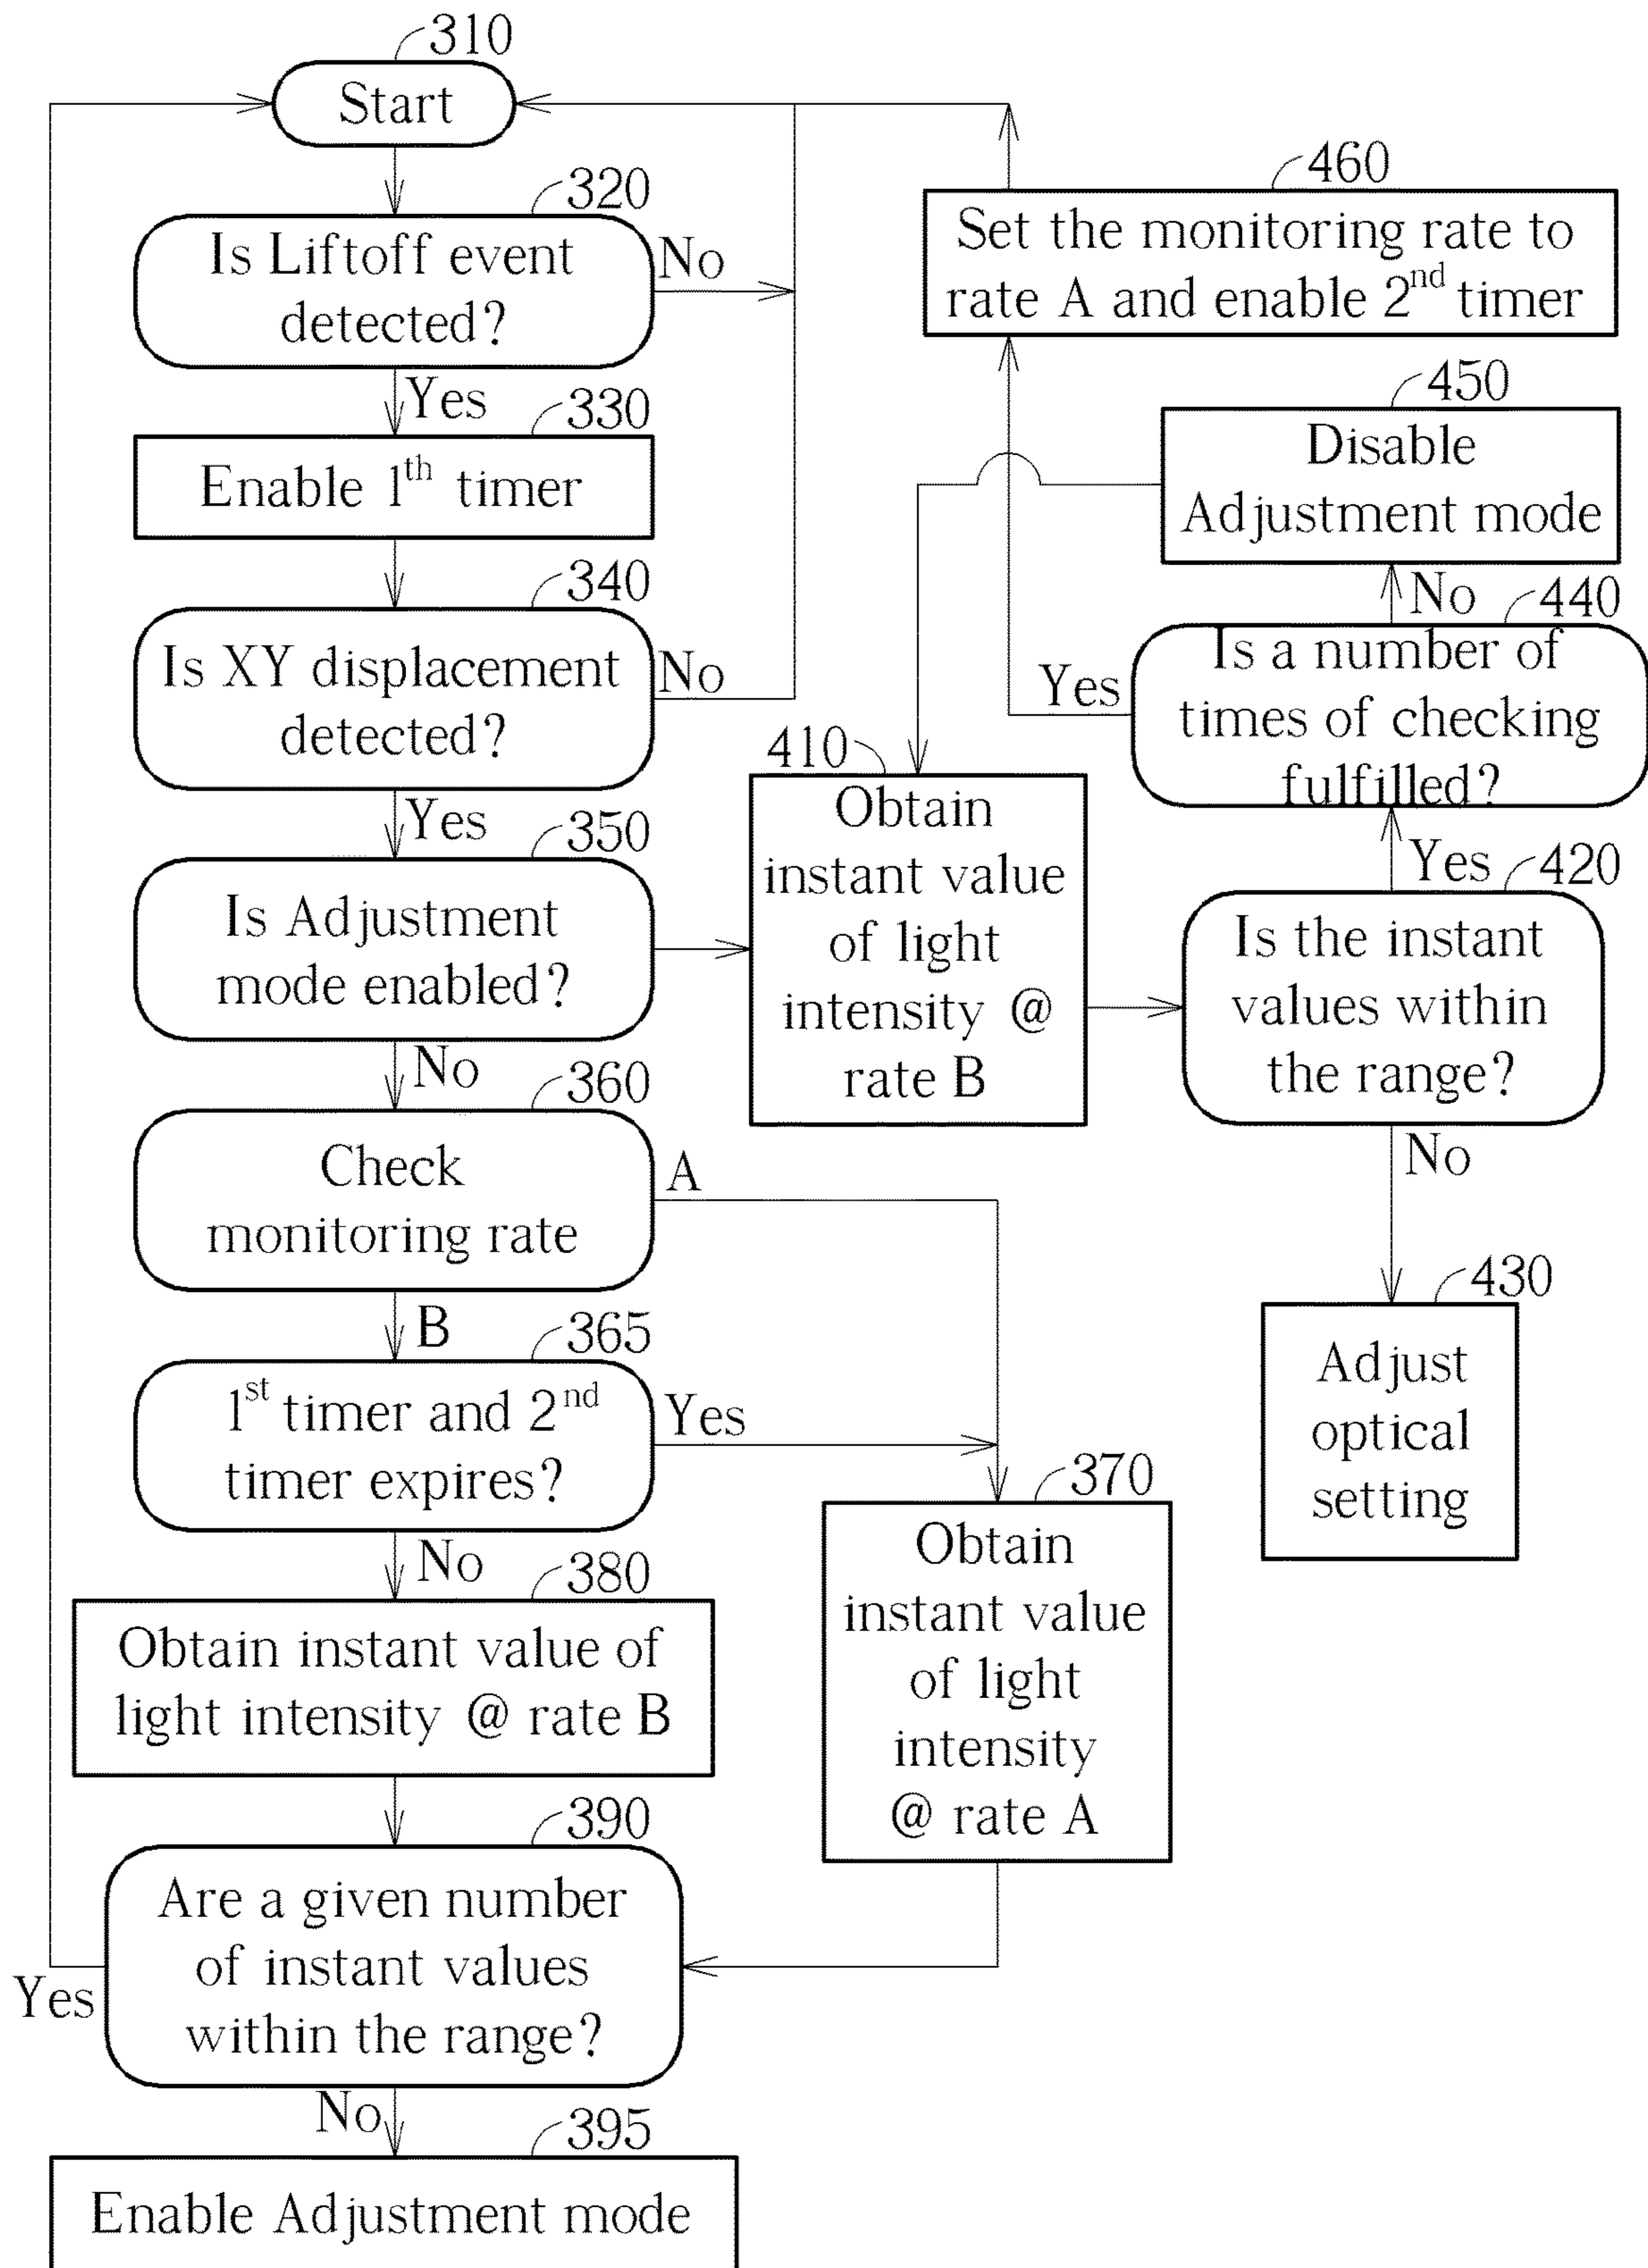 310
Start
320
Is Liftoff event
detected?
No
Yes
330
Enable 1th timer
340
Is XY displacement
detected?
No
Yes
350
Is Adjustment
mode enabled?
No
360
Check
monitoring rate
A
B
365
1st timer and 2nd
timer expires?
Yes
No
380
Obtain instant value of
light intensity @ rate B
390
Are a given number
of instant values
within the range?
Yes
No
395
Enable Adjustment mode
370
Obtain
instant value
of light
intensity
@ rate A
410
Obtain
instant value
of light
intensity @
rate B
420
Is the instant
values within
the range?
Yes
No
430
Adjust
optical
setting
440
Is a number of
times of checking
fulfilled?
Yes
No
450
Disable
Adjustment mode
460
Set the monitoring rate to
rate A and enable 2nd timer